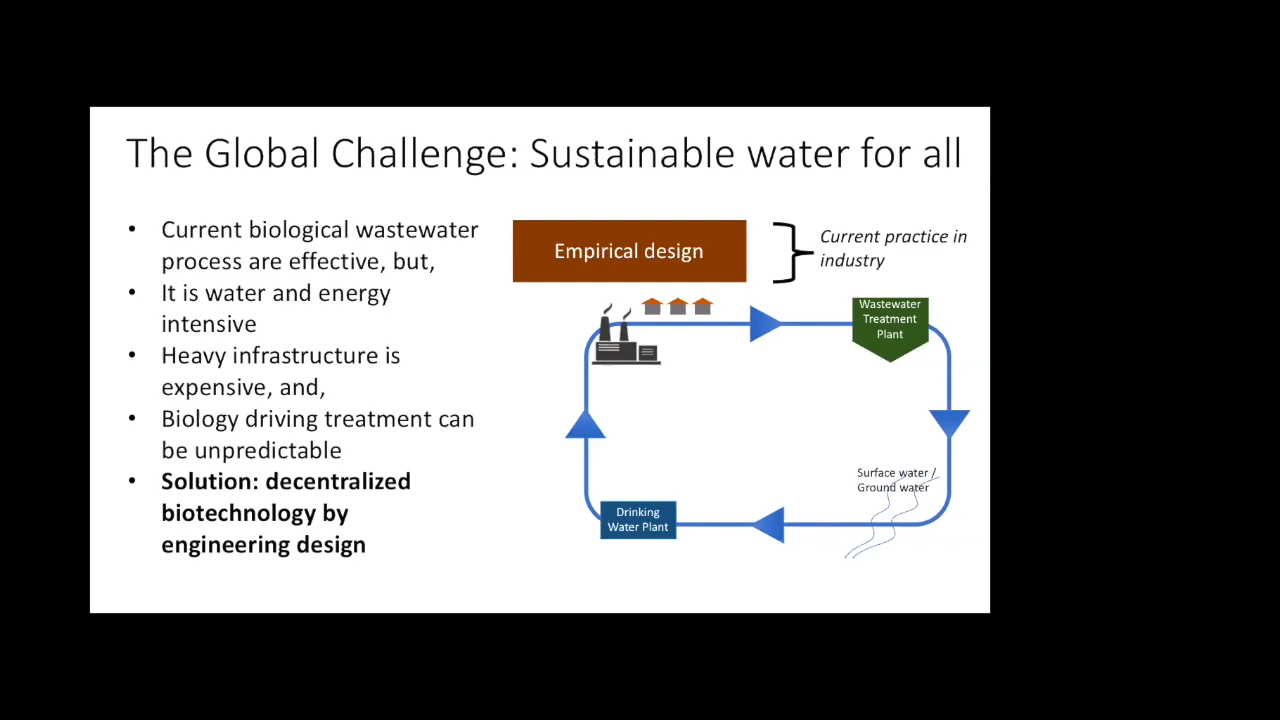 The Global Challenge: Sustainable water for all
• Current biological wastewater
process are effective, but,
• It is water and energy
intensive
• Heavy infrastructure is
expensive, and,
• Biology driving treatment can
be unpredictable
• Solution: decentralized
biotechnology by
engineering design
Empirical design
Current practice in
industry
Wastewater
Treatment
Plant
Surface water /
Ground water
Drinking
Water Plant